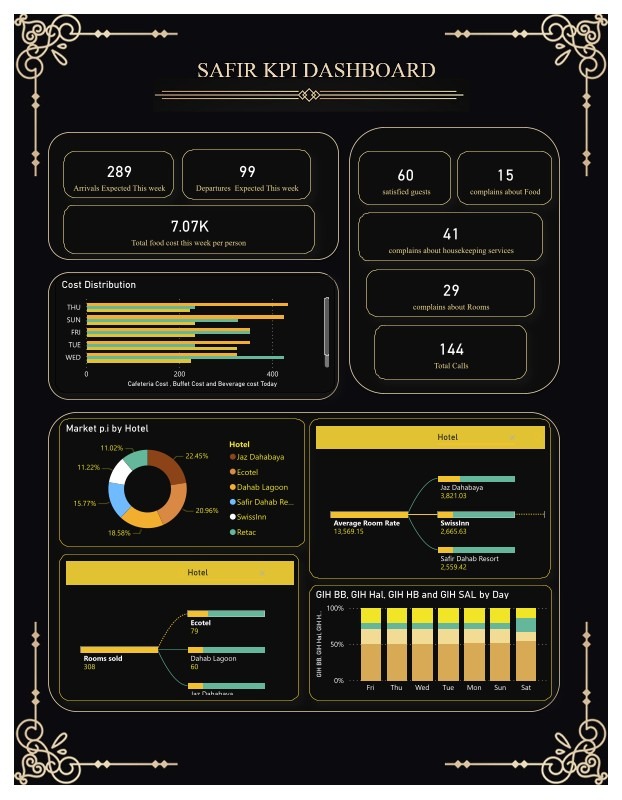 SAFIR KPI DASHBOARD
289
Arrivals Expected This week
99
Departures Expected This week
7.07K
Total food cost this week per person
60
satisfied guests
15
complains about Food
41
complains about housekeeping services
29
complains about Rooms
144
Total Calls
Cost Distribution
THU
SUN
FRI
TUE
WED
0
200
400
Cafeteria Cost , Buffet Cost and Beverage cost Today
Market p.i by Hotel
11.02%
11.22%
15.77%
18.58%
22.45%
20.96%
Hotel
Jaz Dahabaya
Ecotel
Dahab Lagoon
Safir Dahab Re...
SwissInn
Retac
Hotel
Average Room Rate
13,569.15
Jaz Dahabaya
3,821.03
SwissInn
2,665.63
Safir Dahab Resort
2,559.42
Hotel
Rooms sold
308
Ecotel
79
Dahab Lagoon
60
Jaz Dahabaya
GIH BB, GIH Hal, GIH HB and GIH SAL by Day
GIH BB, GIH Hal, GIH H..
100%
50%
0%
Fri
Thu
Wed
Tue
Mon
Sun
Sat